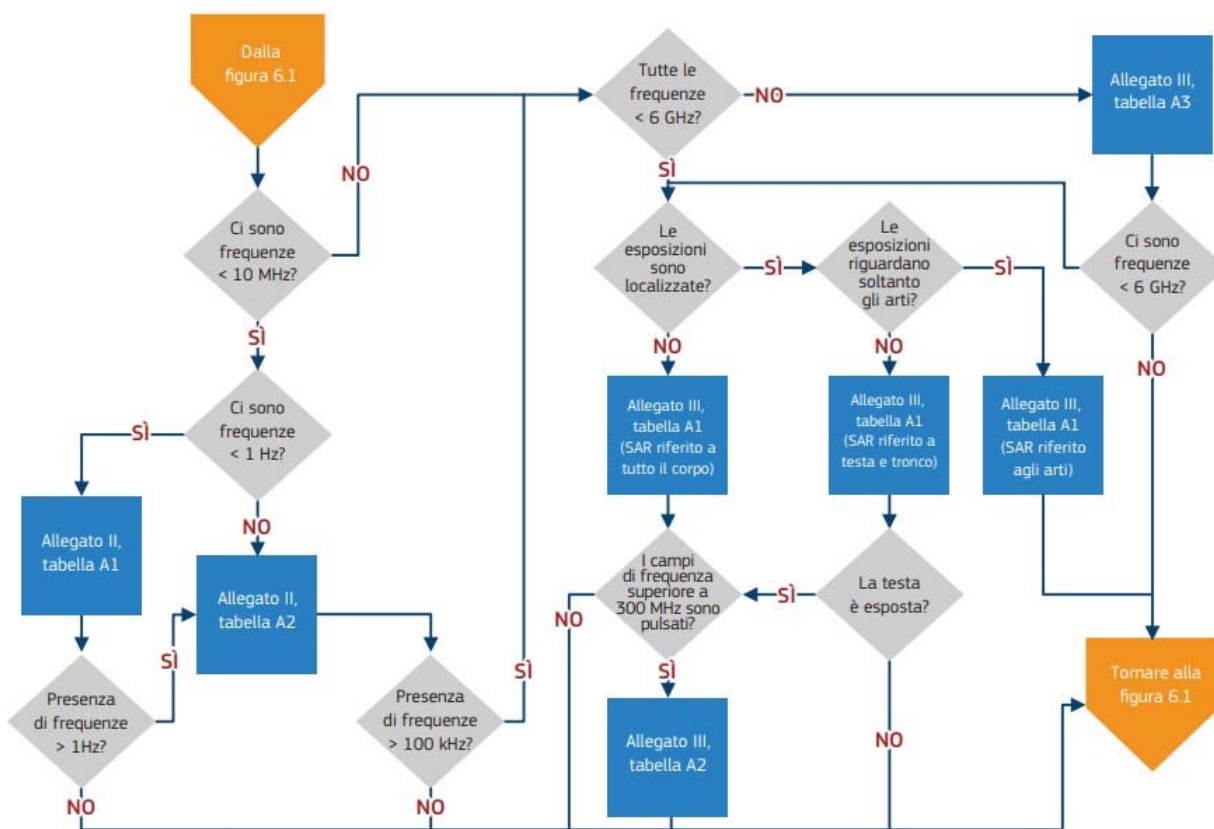 Dalla
figura 6.1
NO
Ci sono
frequenze
< 10 MHz?
SÌ
Ci sono
frequenze
< 1 Hz?
SÌ
NO
Allegato II,
tabella A1
Allegato II,
tabella A2
SÌ
Presenza
di frequenze
> 1Hz?
NO
Presenza
di frequenze
> 100 kHz?
SÌ
NO
Tutte le
frequenze
< 6 GHz?
NO
SÌ
Allegato III,
tabella A3
Le
esposizioni
sono
localizzate?
SÌ
Le
esposizioni
riguardano
soltanto
gli arti?
SÌ
Ci sono
frequenze
< 6 GHz?
NO
NO
NO
Allegato III,
tabella A1
(SAR riferito a
tutto il corpo)
Allegato III,
tabella A1
(SAR riferito a
testa e tronco)
Allegato III,
tabella A1
(SAR riferito
agli arti)
I campi
di frequenza
superiore a
300 MHz sono
pulsati?
NO
SÌ
La testa
è esposta?
SÌ
NO
Allegato III,
tabella A2
Tornare alla
figura 6.1